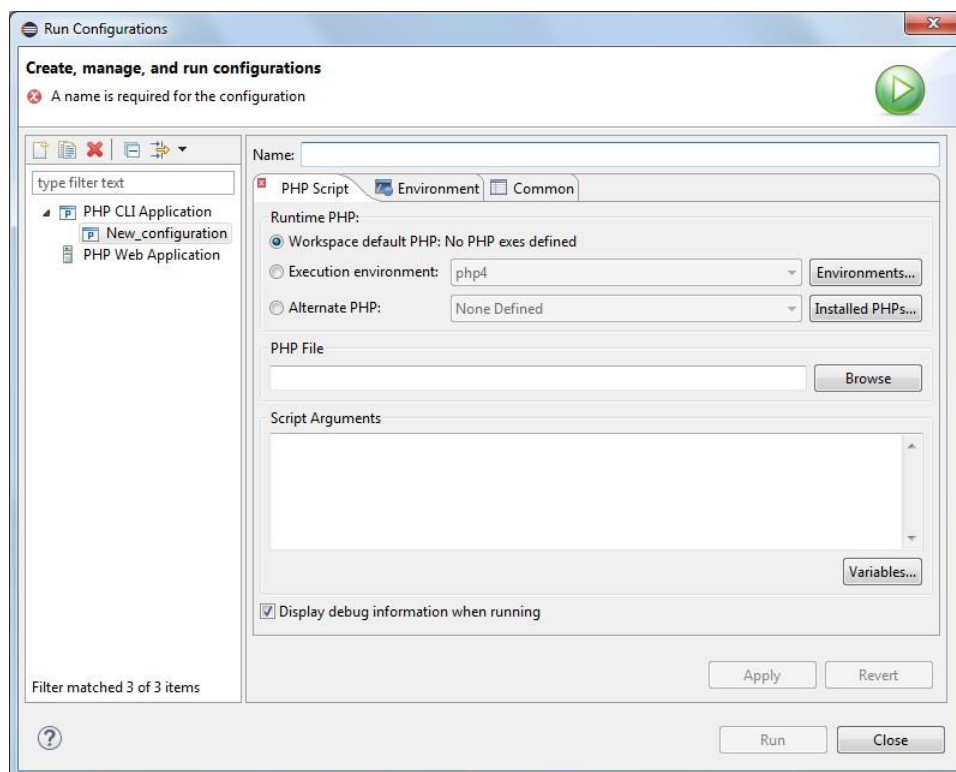 Run Configurations
Create, manage, and run configurations
A name is required for the configuration
type filter text
PHP CLI Application
New_configuration
PHP Web Application
Filter matched 3 of 3 items
Name:
PHP Script Environment Common
Runtime PHP:
Workspace default PHP: No PHP exes defined
Execution environment: php4 Environments...
Alternate PHP: None Defined Installed PHPs...
PHP File
Browse
Script Arguments
Variables...
Display debug information when running
Apply Revert
Run Close